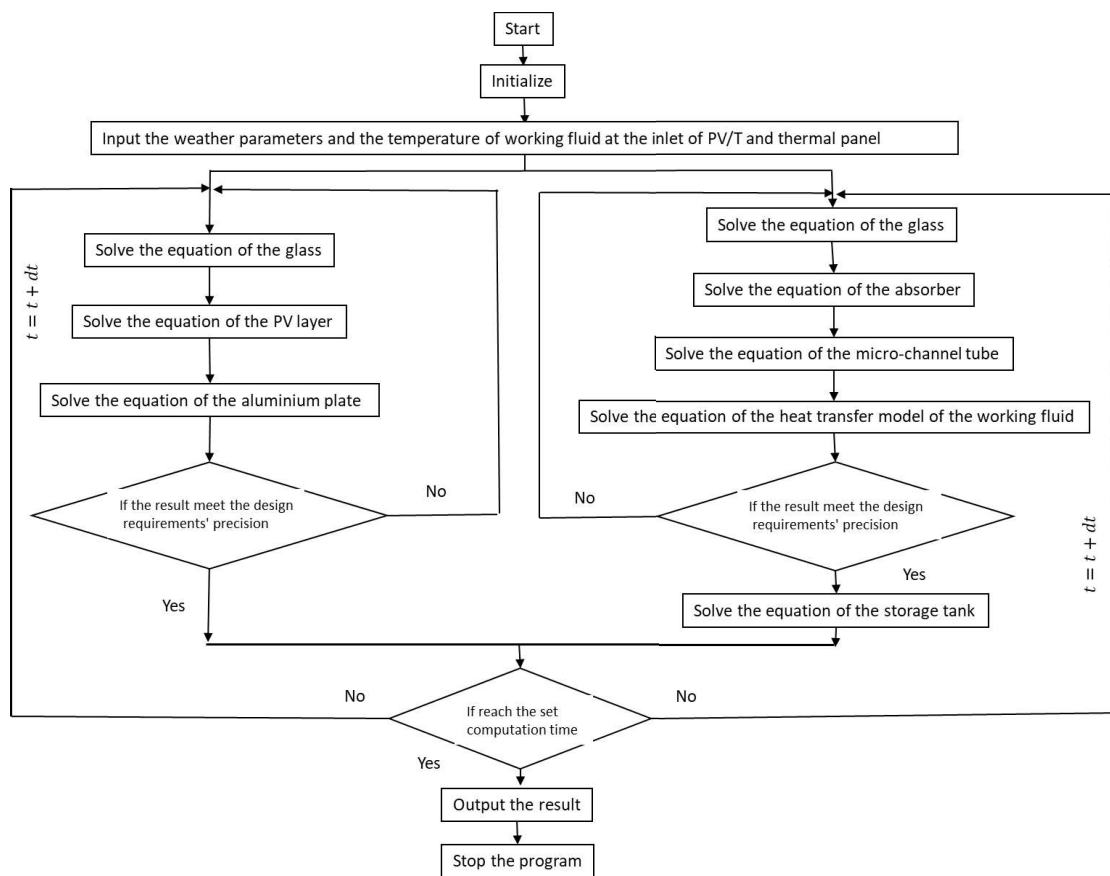 Start
Initialize
Input the weather parameters and the temperature of working fluid at the inlet of PV/T and thermal panel
Solve the equation of the glass
Solve the equation of the PV layer
Solve the equation of the aluminium plate
If the result meet the design
requirements' precision
No
Yes
t = t + dt
Solve the equation of the glass
Solve the equation of the absorber
Solve the equation of the micro-channel tube
Solve the equation of the heat transfer model of the working fluid
If the result meet the design
requirements' precision
No
Yes
Solve the equation of the storage tank
t = t + dt
If reach the set
computation time
No
No
Yes
Output the result
Stop the program